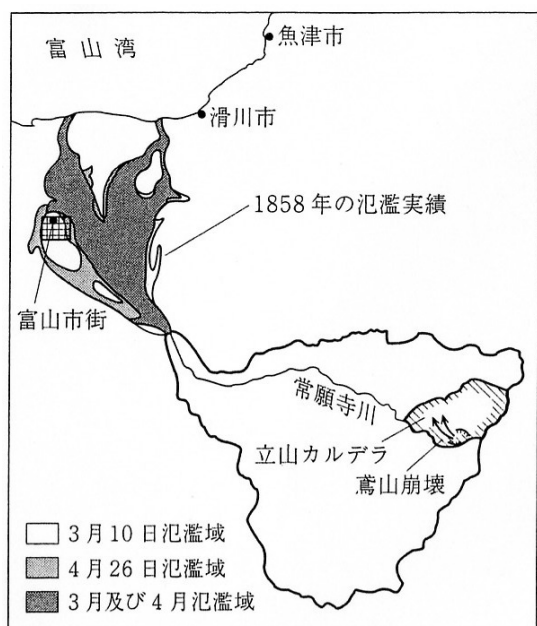 富山湾
魚津市
滑川市
1858年の氾濫実績
富山市街
常願寺川
立山カルデラ
鳶山崩壊
3月10日氾濫域
4月26日氾濫域
3月及び4月氾濫域